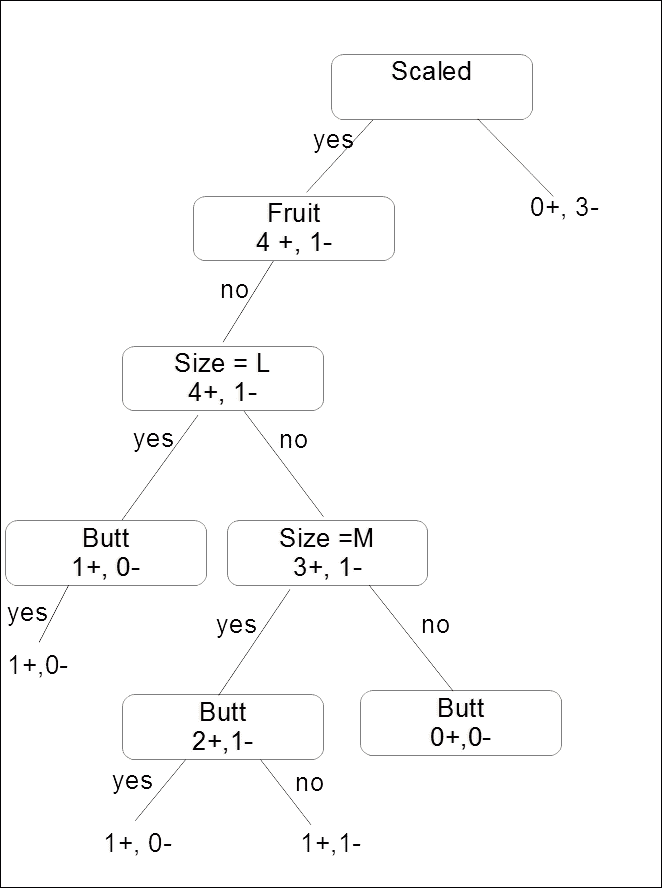 Scaled
yes
0+, 3-
Fruit
4 +, 1-
no
Size = L
4+, 1-
yes
no
Butt
1+, 0-
Size =M
3+, 1-
yes
yes
no
1+,0-
Butt
2+,1-
Butt
0+,0-
yes
no
1+, 0-
1+,1-